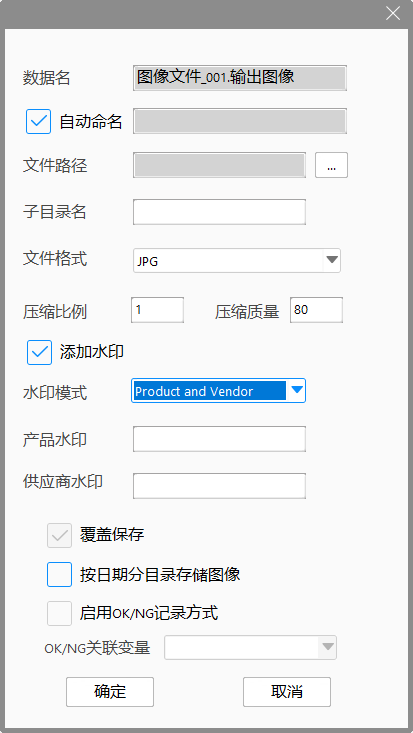 数据名 图像文件_001.输出图像
自动命名
文件路径 ...
子目录名
文件格式 JPG
压缩比例 1 压缩质量 80
添加水印
水印模式 Product and Vendor
产品水印
供应商水印
覆盖保存
按日期分目录存储图像
启用OK/NG记录方式
OK/NG关联变量
确定 取消